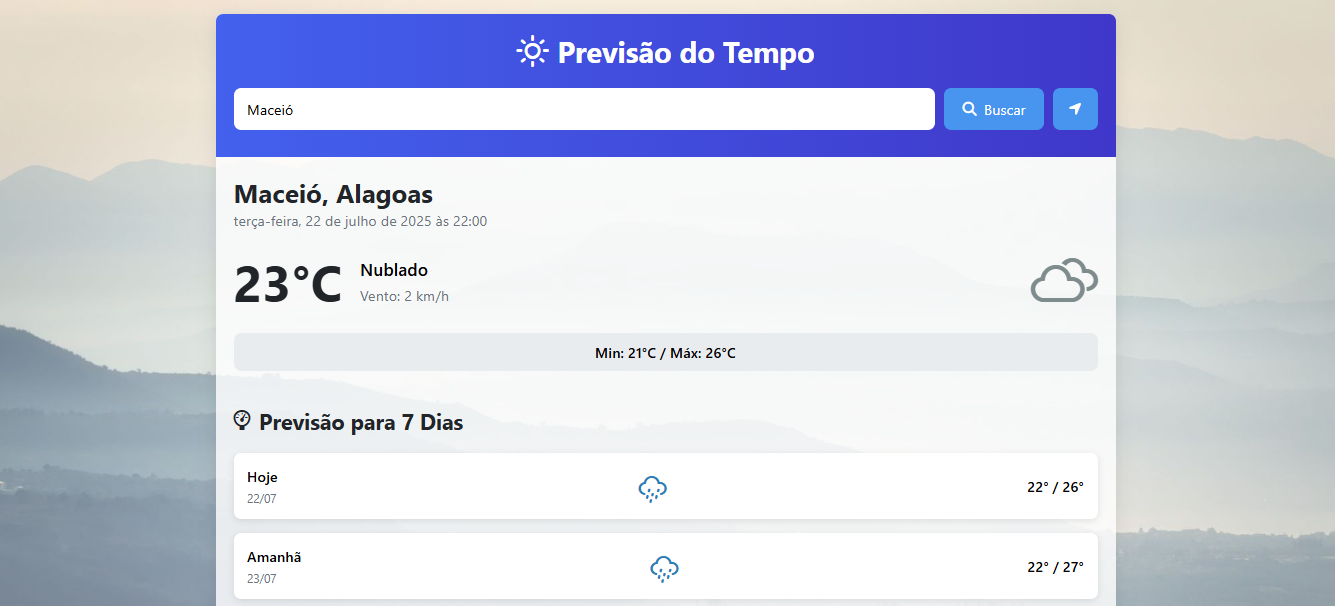 Previsão do Tempo
Maceió
Buscar
Maceió, Alagoas
terça-feira, 22 de julho de 2025 às 22:00
23°C
Nublado
Vento: 2 km/h
Min: 21°C / Máx: 26°C
Previsão para 7 Dias
Hoje
22/07
22° / 26°
Amanhã
23/07
22° / 27°